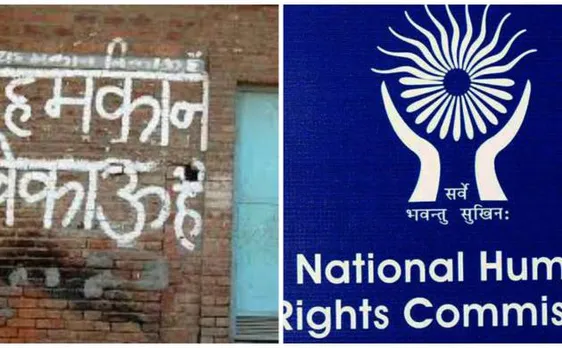 ह मकान
बेकाऊ है
सर्वे
भवन्तु सुखिन:
National Hum
Rights Commis